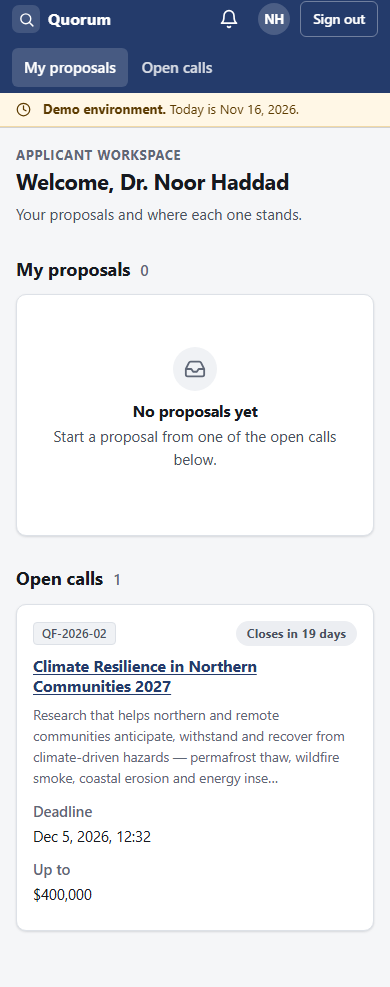 Quorum
NH
Sign out
My proposals
Open calls
Demo environment. Today is Nov 16, 2026.
APPLICANT WORKSPACE
Welcome, Dr. Noor Haddad
Your proposals and where each one stands.
My proposals 0
No proposals yet
Start a proposal from one of the open calls
below.
Open calls 1
QF-2026-02
Closes in 19 days
Climate Resilience in Northern
Communities 2027
Research that helps northern and remote
communities anticipate, withstand and recover from
climate-driven hazards — permafrost thaw, wildfire
smoke, coastal erosion and energy inse...
Deadline
Dec 5, 2026, 12:32
Up to
$400,000